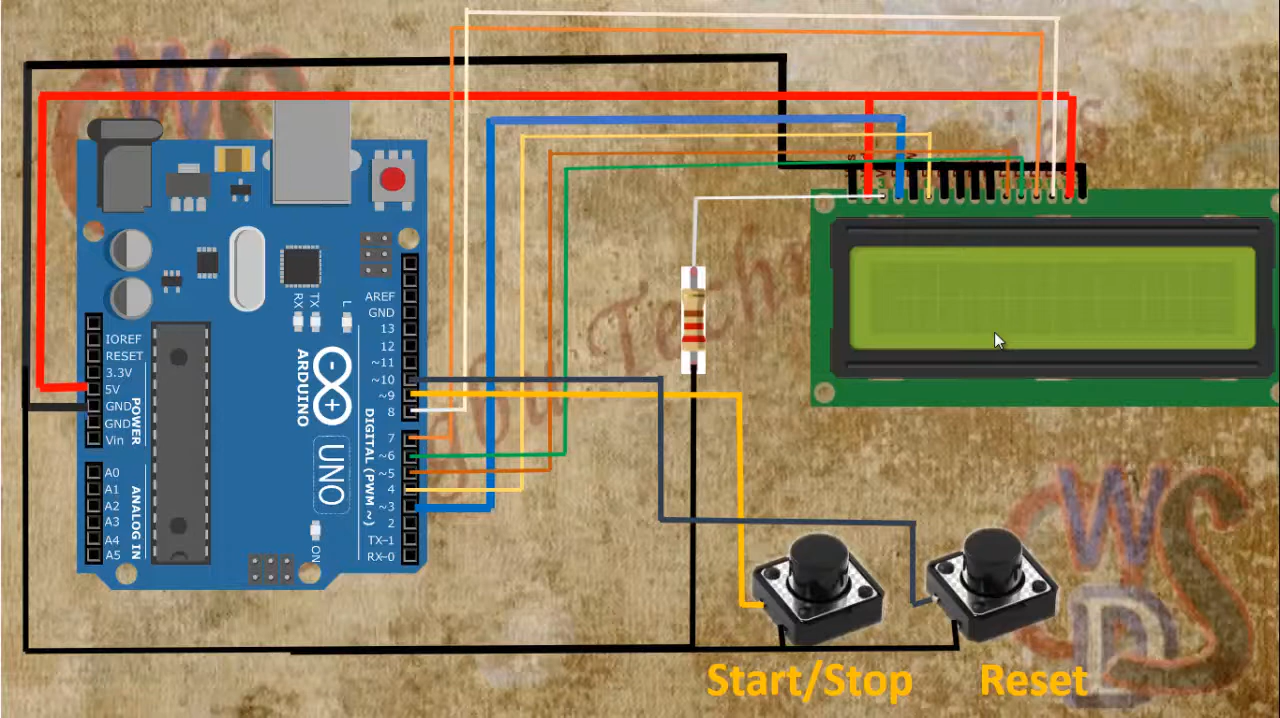 AREF
GND
13
12
~11
~10
~9
8
7
~6
~5
4
~3
2
TX→1
RX←0
IOREF
RESET
3.3V
5V
GND
GND
Vin
POWER
A0
A1
A2
A3
A4
A5
ANALOG IN
RX
TX
L
ARDUINO
UNO
DIGITAL (PWM ~)
ON
Start/Stop
Reset